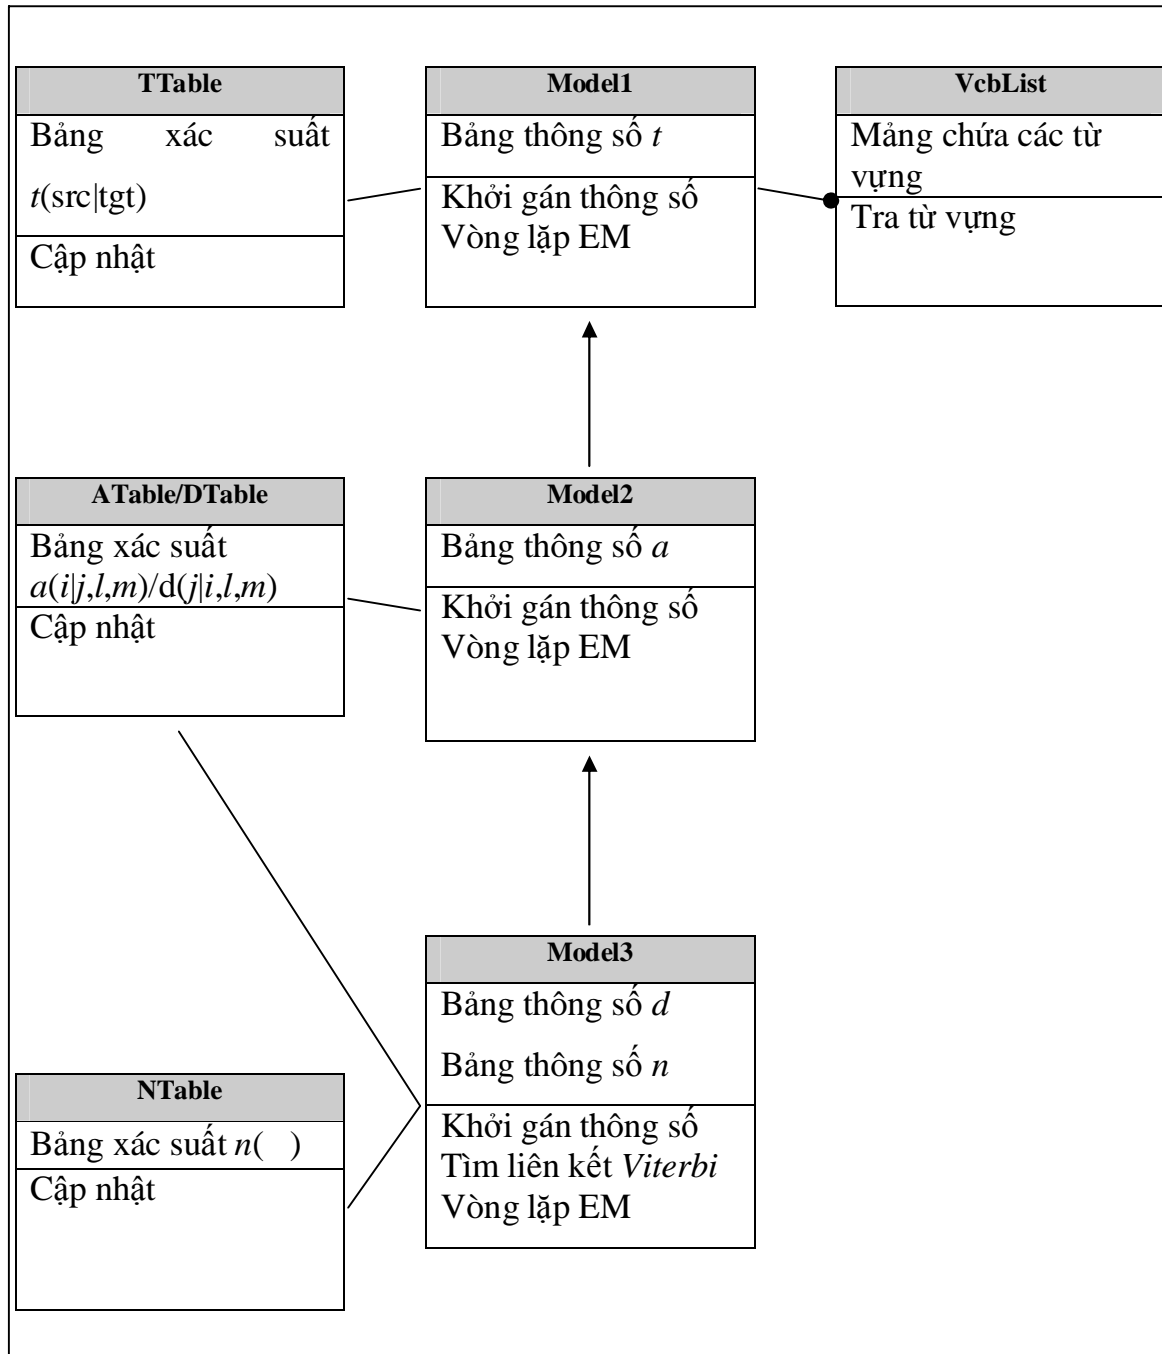 TTable
Bảng xác suất
t(src|tgt)
Cập nhật
Model1
Bảng thông số t
Khởi gán thông số
Vòng lặp EM
VcbList
Mảng chứa các từ
vựng
Tra từ vựng
ATable/DTable
Bảng xác suất
a(i|j,l,m)/d(j|i,l,m)
Cập nhật
Model2
Bảng thông số a
Khởi gán thông số
Vòng lặp EM
Model3
Bảng thông số d
Bảng thông số n
Khởi gán thông số
Tìm liên kết Viterbi
Vòng lặp EM
NTable
Bảng xác suất n( )
Cập nhật